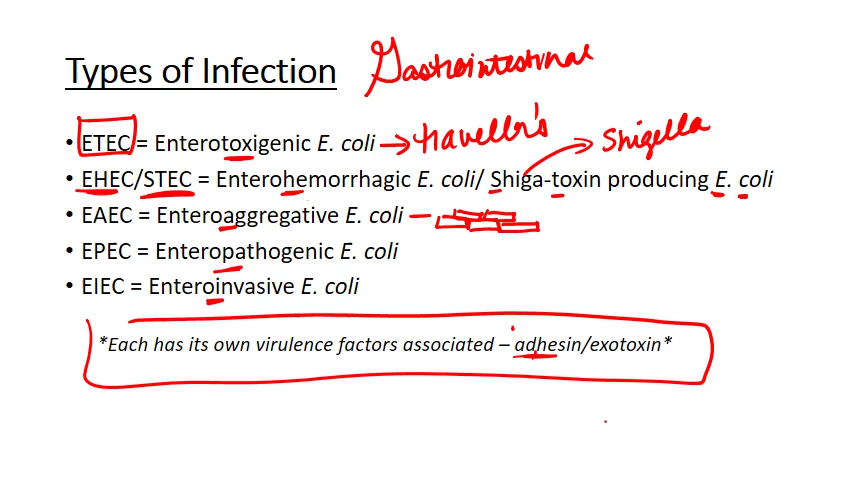 Types of Infection Gastrointestinal
• ETEC = Enterotoxigenic E. coli → traveller's
Shigella
• EHEC/STEC = Enterohemorrhagic E. coli/ Shiga-toxin producing E. coli
• EAEC = Enteroaggregative E. coli –
• EPEC = Enteropathogenic E. coli
• EIEC = Enteroinvasive E. coli
*Each has its own virulence factors associated – adhesin/exotoxin*